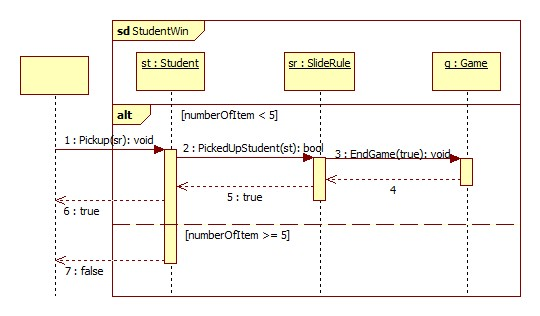 sd StudentWin
st : Student
sr : SlideRule
g : Game
alt
[numberOfItem < 5]
1 : Pickup(sr): void
2 : PickedUpStudent(st): bool
3 : EndGame(true): void
4
5 : true
6 : true
[numberOfItem >= 5]
7 : false